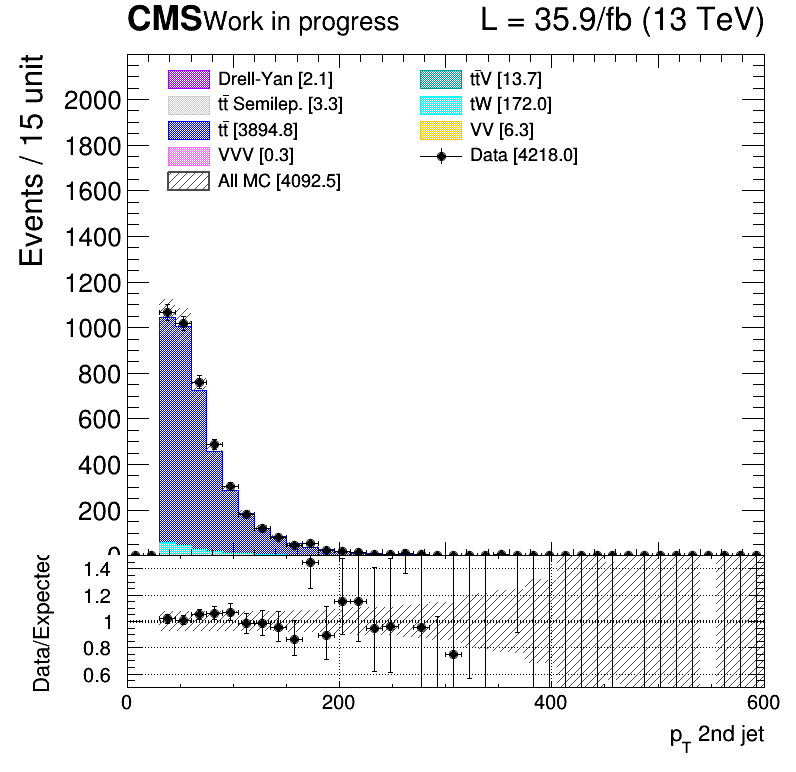 CMS Work in progress L = 35.9/fb (13 TeV)
Events / 15 unit
Drell-Yan [2.1]
tt̄ Semilep. [3.3]
tt̄ [3894.8]
VVV [0.3]
All MC [4092.5]
tt̄V [13.7]
tW [172.0]
VV [6.3]
Data [4218.0]
2000
1800
1600
1400
1200
1000
800
600
400
200
0
Data/Expected
1.4
1.2
1
0.8
0.6
0 200 400 600
p_T 2nd jet